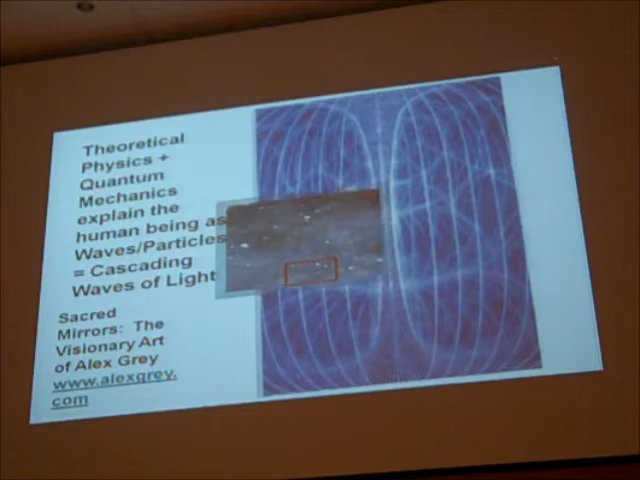 Theoretical
Physics +
Quantum
Mechanics
explain the
human being as
Waves/Particles
= Cascading
Waves of Light
Sacred
Mirrors: The
Visionary Art
of Alex Grey
www.alexgrey.
com